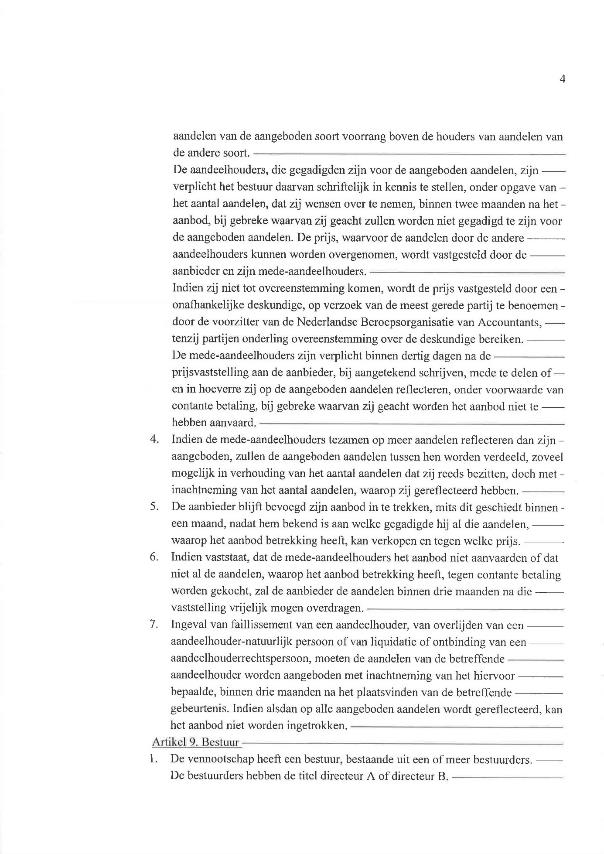 4
aandelen van de aangeboden soort voorrang boven de houders van aandelen van
de andere soort.
De aandeelhouders, die gegadigden zijn voor de aangeboden aandelen, zijn
verplicht het bestuur daarvan schriftelijk in kennis te stellen, onder opgave van –
het aantal aandelen, dat zij wensen over te nemen, binnen twee maanden na het -
aanbod, bij gebreke waarvan zij geacht zullen worden niet gegadigd te zijn voor
de aangeboden aandelen. De prijs, waarvoor de aandelen door de andere
aandeelhouders kunnen worden overgenomen, wordt vastgesteld door de
aanbieder en zijn mede-aandeelhouders.
Indien zij niet tot overeenstemming komen, wordt de prijs vastgesteld door een -
onafhankelijke deskundige, op verzoek van de meest gerede partij te benoemen -
door de voorzitter van de Nederlandse Beroepsorganisatie van Accountants,
tenzij partijen onderling overeenstemming over de deskundige bereiken.
De mede-aandeelhouders zijn verplicht binnen dertig dagen na de
prijsvaststelling aan de aanbieder, bij aangetekend schrijven, mede te delen of —
en in hoeverre zij op de aangeboden aandelen reflecteren, onder voorwaarde van
contante betaling, bij gebreke waarvan zij geacht worden het aanbod niet te
hebben aanvaard.
4. Indien de mede-aandeelhouders tezamen op meer aandelen reflecteren dan zijn -
aangeboden, zullen de aangeboden aandelen tussen hen worden verdeeld, zoveel
mogelijk in verhouding van het aantal aandelen dat zij reeds bezitten, doch met -
inachtneming van het aantal aandelen, waarop zij gereflecteerd hebben.
5. De aanbieder blijft bevoegd zijn aanbod in te trekken, mits dit geschiedt binnen -
een maand, nadat hem bekend is aan welke gegadigde hij al die aandelen,
waarop het aanbod betrekking heeft, kan verkopen en tegen welke prijs.
6. Indien vaststaat, dat de mede-aandeelhouders het aanbod niet aanvaarden of dat
niet al de aandelen, waarop het aanbod betrekking heeft, tegen contante betaling
worden gekocht, zal de aanbieder de aandelen binnen drie maanden na die
vaststelling vrijelijk mogen overdragen.
7. Ingeval van faillissement van een aandeelhouder, van overlijden van een
aandeelhouder-natuurlijk persoon of van liquidatie of ontbinding van een
aandeelhouderrechtspersoon, moeten de aandelen van de betreffende
aandeelhouder worden aangeboden met inachtneming van het hiervoor
bepaalde, binnen drie maanden na het plaatsvinden van de betreffende
gebeurtenis. Indien alsdan op alle aangeboden aandelen wordt gereflecteerd, kan
het aanbod niet worden ingetrokken.
Artikel 9. Bestuur
1. De vennootschap heeft een bestuur, bestaande uit een of meer bestuurders.
De bestuurders hebben de titel directeur A of directeur B.